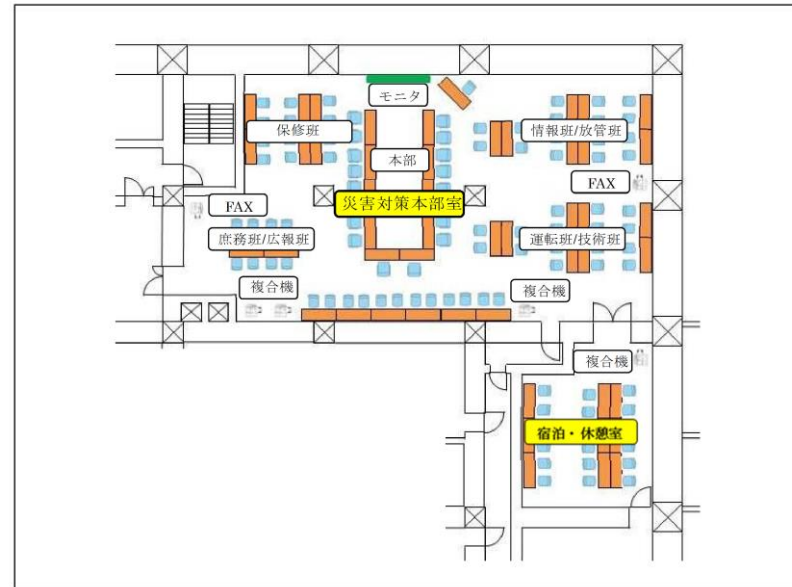 モニタ
保修班
情報班/放管班
本部
FAX
災害対策本部室
FAX
庶務班/広報班
運転班/技術班
複合機
複合機
複合機
宿泊・休憩室